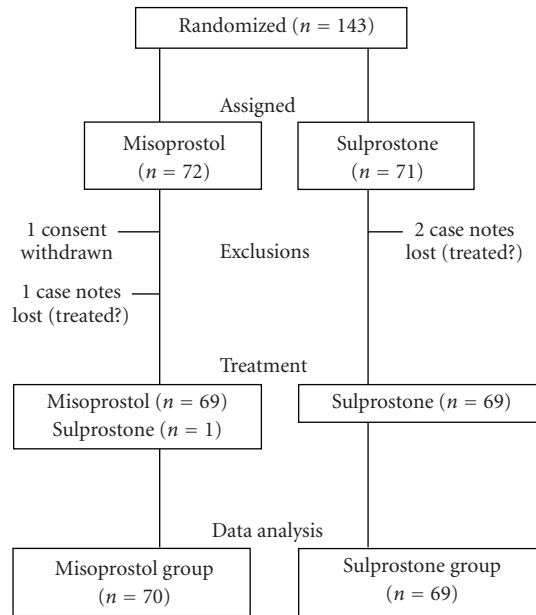 Randomized (n = 143)
Assigned
Misoprostol
(n = 72)
Sulprostone
(n = 71)
1 consent
withdrawn
2 case notes
lost (treated?)
Exclusions
1 case notes
lost (treated?)
Treatment
Misoprostol (n = 69)
Sulprostone (n = 1)
Sulprostone (n = 69)
Data analysis
Misoprostol group
(n = 70)
Sulprostone group
(n = 69)